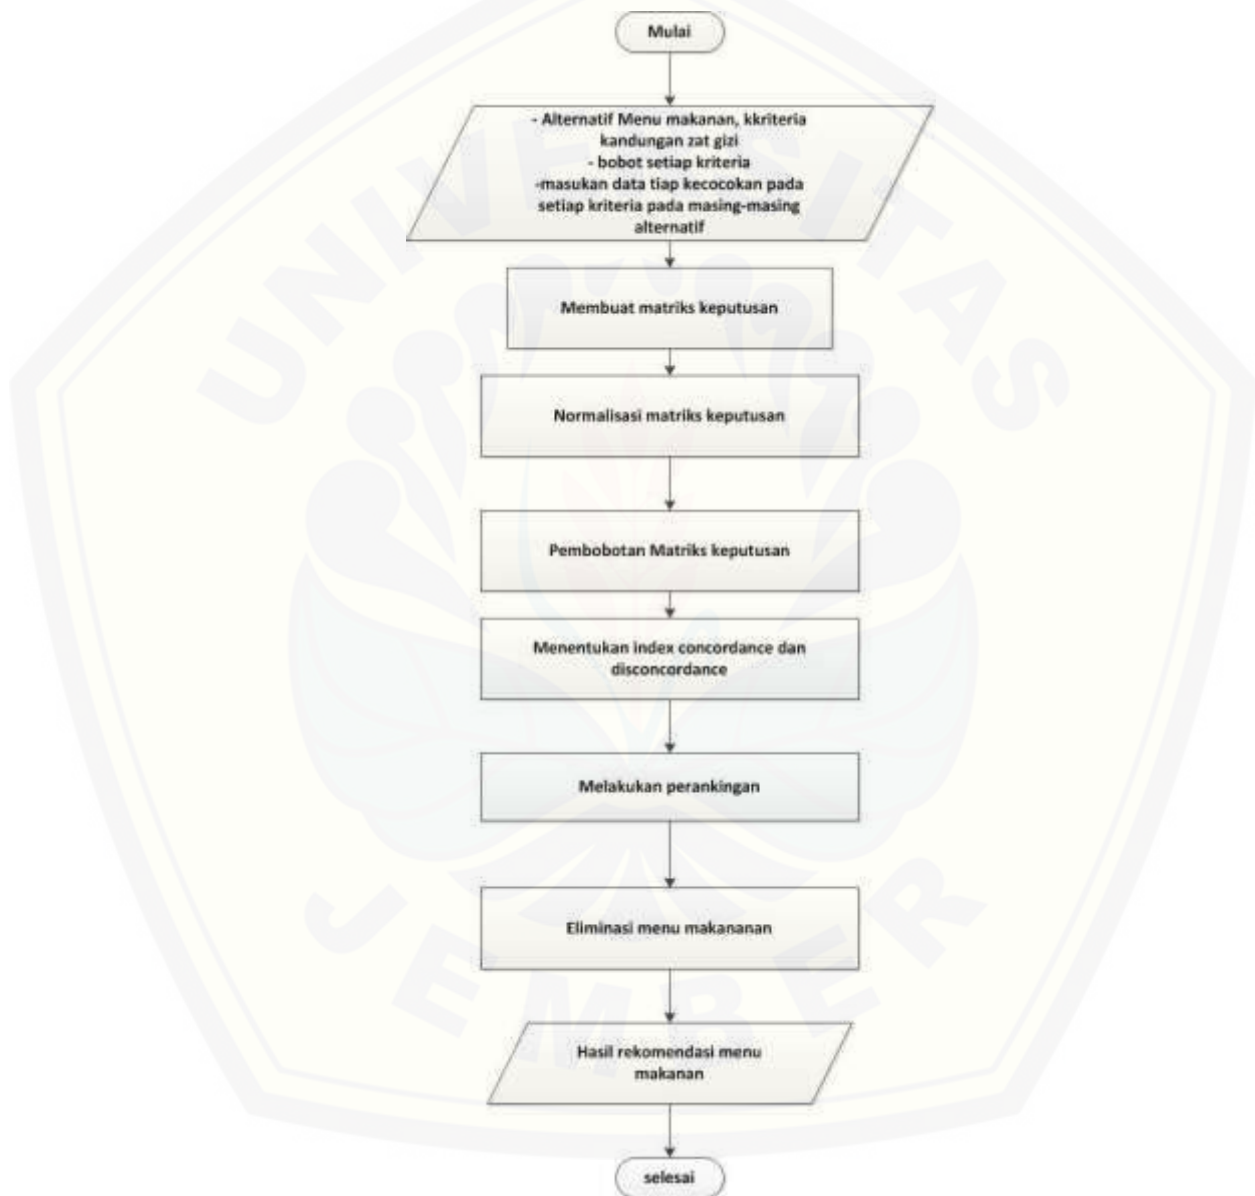 Mulai
- Alternatif Menu makanan, kkriteria
kandungan zat gizi
- bobot setiap kriteria
-masukan data tiap kecocokan pada
setiap kriteria pada masing-masing
alternatif
Membuat matriks keputusan
Normalisasi matriks keputusan
Pembobotan Matriks keputusan
Menentukan index concordance dan
disconcordance
Melakukan perankingan
Eliminasi menu makananan
Hasil rekomendasi menu
makanan
selesai
UNIVERSITAS
JEMBER